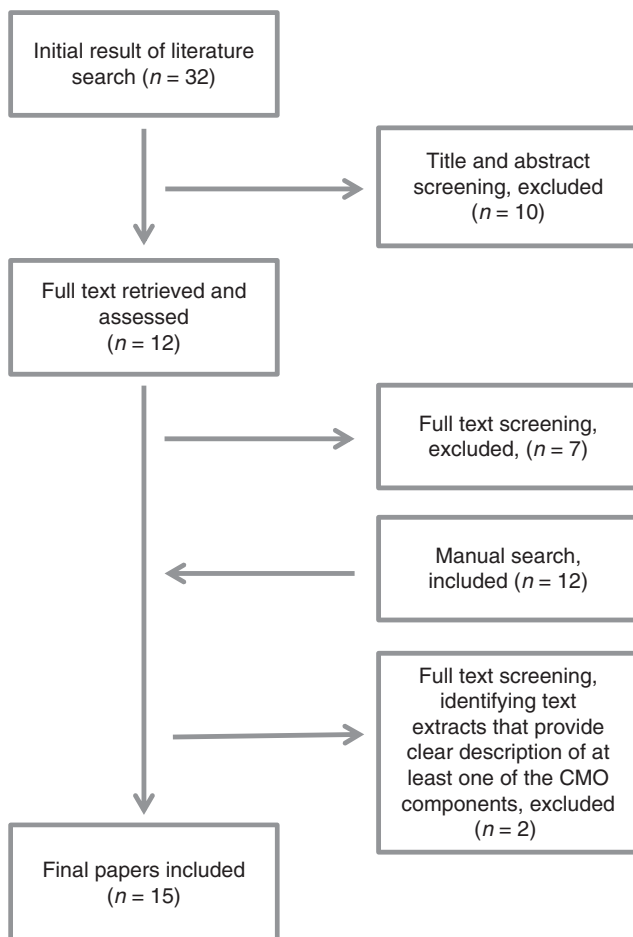 Initial result of literature
search (n = 32)
Title and abstract
screening, excluded
(n = 10)
Full text retrieved and
assessed
(n = 12)
Full text screening,
excluded, (n = 7)
Manual search,
included (n = 12)
Full text screening,
identifying text
extracts that provide
clear description of at
least one of the CMO
components, excluded
(n = 2)
Final papers included
(n = 15)